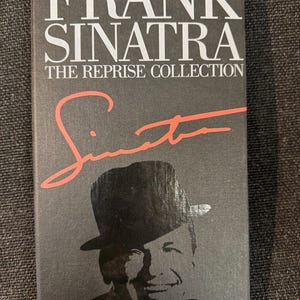 FRANK
SINATRA
THE REPRISE COLLECTION
Sinatra